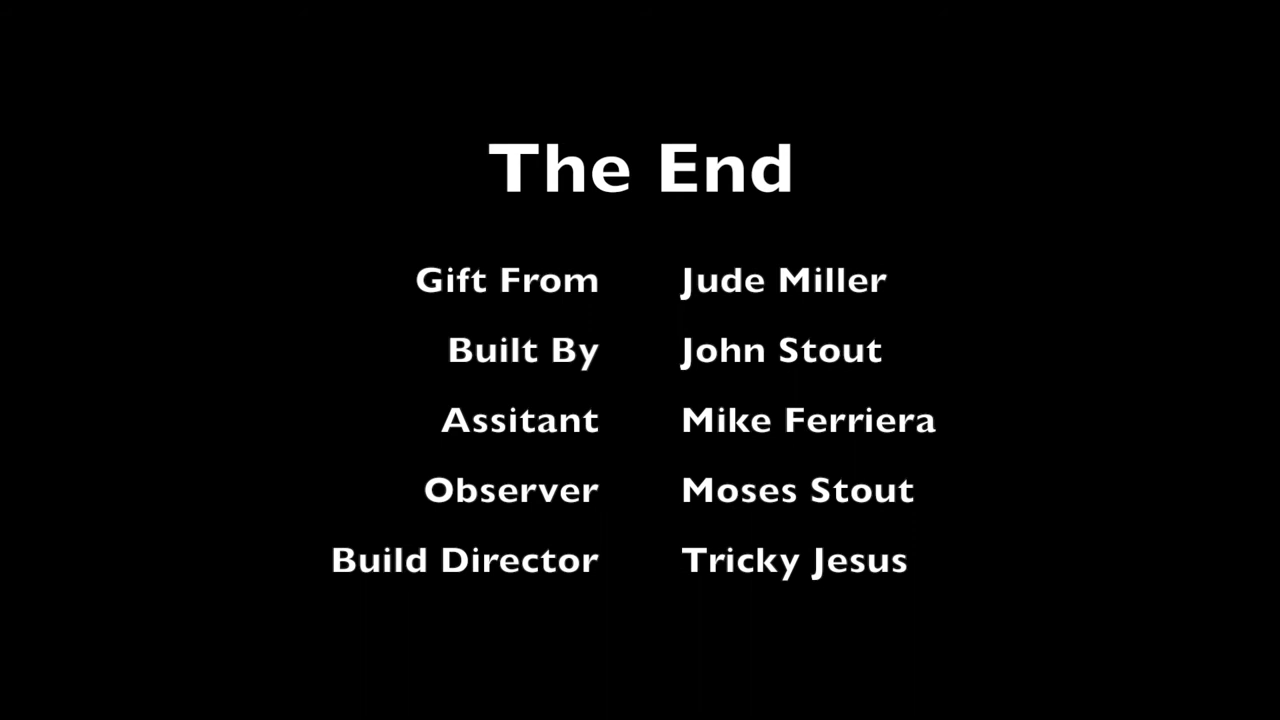 The End
Gift From Jude Miller
Built By John Stout
Assitant Mike Ferriera
Observer Moses Stout
Build Director Tricky Jesus